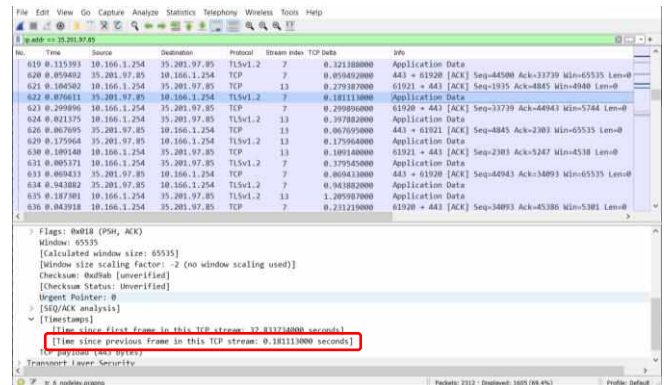 File Edit View Go Capture Analyze Statistics Telephony Wireless Tools Help
ip.addr == 35.201.97.85
No. Time Source Destination Protocol Stream index TCP Delta Info
619 0.115393 10.166.1.254 35.201.97.85 TLSv1.2 7 0.321388000 Application Data
620 0.059492 35.201.97.85 10.166.1.254 TCP 7 0.059492000 443 → 61920 [ACK] Seq=44500 Ack=33739 Win=65535 Len=0
621 0.104502 10.166.1.254 35.201.97.85 TCP 13 0.279387000 61921 → 443 [ACK] Seq=1935 Ack=4845 Win=4940 Len=0
622 0.076611 35.201.97.85 10.166.1.254 TLSv1.2 7 0.181113000 Application Data
623 0.299896 10.166.1.254 35.201.97.85 TCP 7 0.299896000 61920 → 443 [ACK] Seq=33739 Ack=44943 Win=5744 Len=0
624 0.021375 10.166.1.254 35.201.97.85 TLSv1.2 13 0.397882000 Application Data
626 0.067695 35.201.97.85 10.166.1.254 TCP 13 0.067695000 443 → 61921 [ACK] Seq=4845 Ack=2303 Win=65535 Len=0
629 0.175964 35.201.97.85 10.166.1.254 TLSv1.2 13 0.175964000 Application Data
630 0.109140 10.166.1.254 35.201.97.85 TCP 13 0.109140000 61921 → 443 [ACK] Seq=2303 Ack=5247 Win=4538 Len=0
631 0.005371 10.166.1.254 35.201.97.85 TLSv1.2 7 0.379545000 Application Data
633 0.069433 35.201.97.85 10.166.1.254 TCP 7 0.069433000 443 → 61920 [ACK] Seq=44943 Ack=34093 Win=65535 Len=0
634 0.943882 35.201.97.85 10.166.1.254 TLSv1.2 7 0.943882000 Application Data
635 0.187301 35.201.97.85 10.166.1.254 TLSv1.2 13 1.205987000 Application Data
636 0.043918 10.166.1.254 35.201.97.85 TCP 7 0.231219000 61920 → 443 [ACK] Seq=34093 Ack=45386 Win=5301 Len=0
Flags: 0x018 (PSH, ACK)
Window: 65535
[Calculated window size: 65535]
[Window size scaling factor: -2 (no window scaling used)]
Checksum: 0xd9ab [unverified]
[Checksum Status: Unverified]
Urgent Pointer: 0
[SEQ/ACK analysis]
[Timestamps]
[Time since first frame in this TCP stream: 37.833734000 seconds]
[Time since previous frame in this TCP stream: 0.181113000 seconds]
TCP payload (443 bytes)
Transport Layer Security
Packets: 2312 · Displayed: 1605 (69.4%)
Profile: Default